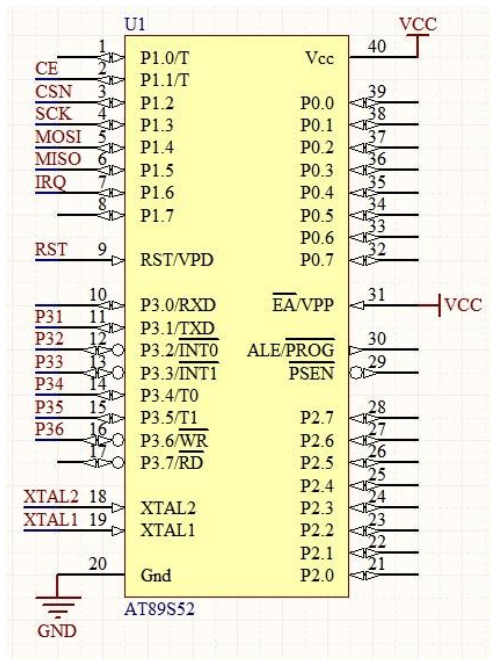 U1
VCC
1 P1.0/T Vcc 40
CE 2 P1.1/T
CSN 3 P1.2 P0.0 39
SCK 4 P1.3 P0.1 38
MOSI 5 P1.4 P0.2 37
MISO 6 P1.5 P0.3 36
IRQ 7 P1.6 P0.4 35
8 P1.7 P0.5 34
P0.6 33
RST 9 RST/VPD P0.7 32
10 P3.0/RXD EA/VPP 31 VCC
P31 11 P3.1/TXD
P32 12 P3.2/INT0 ALE/PROG 30
P33 13 P3.3/INT1 PSEN 29
P34 14 P3.4/T0
P35 15 P3.5/T1 P2.7 28
P36 16 P3.6/WR P2.6 27
17 P3.7/RD P2.5 26
P2.4 25
XTAL2 18 XTAL2 P2.3 24
XTAL1 19 XTAL1 P2.2 23
P2.1 22
20 Gnd P2.0 21
AT89S52
GND